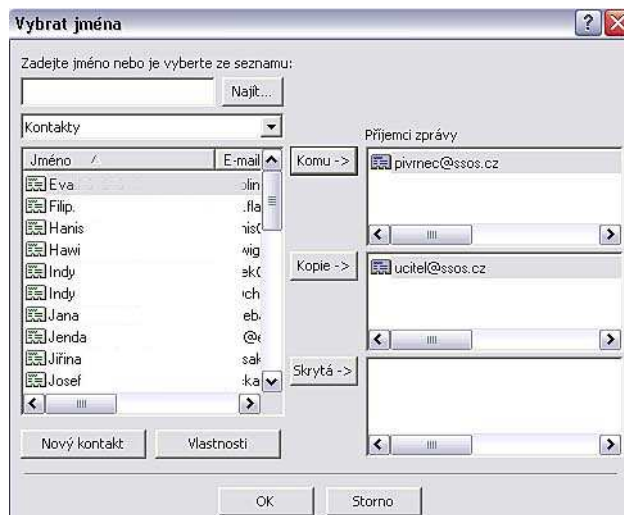 Vybrat jména
Zadejte jméno nebo je vyberte ze seznamu:
Najít...
Kontakty
Příjemci zprávy
Jméno E-mail
Komu ->
pivrnec@ssos.cz
Eva
Filip.
Hanis
Hawi
Indy
Indy
Jana
Jenda
Jiřina
Josef
Kopie ->
ucitel@ssos.cz
Skrytá ->
Nový kontakt
Vlastnosti
OK
Storno